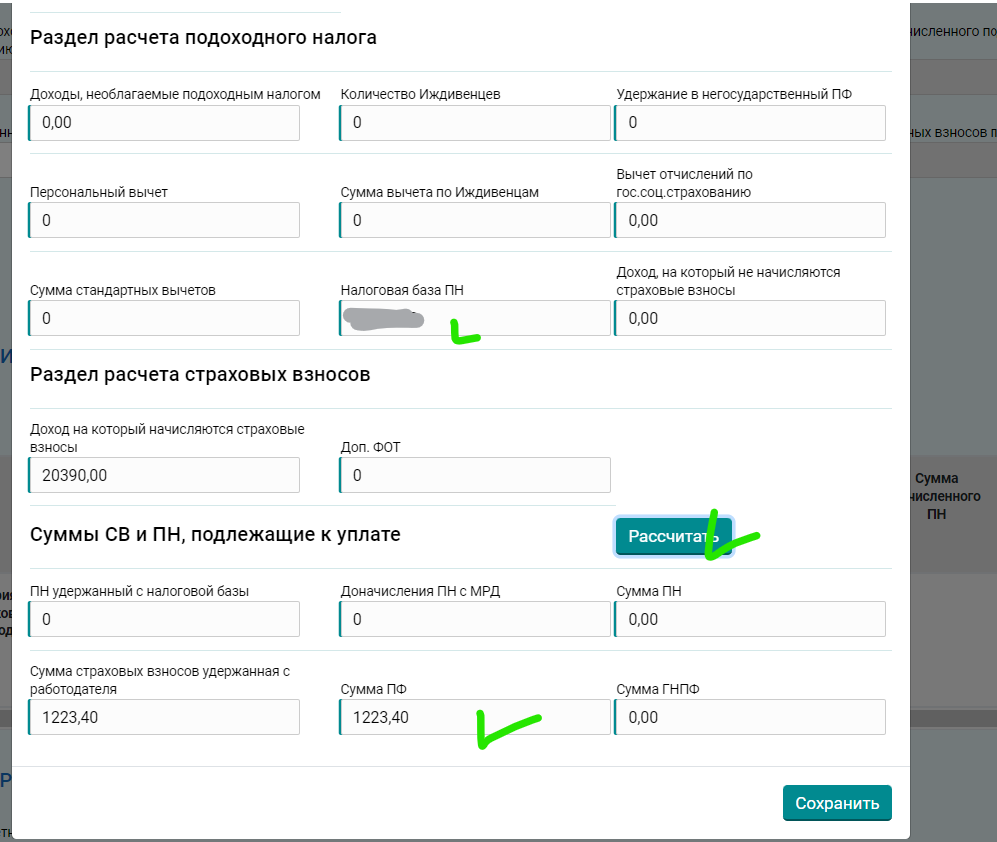 Раздел расчета подоходного налога
Доходы, необлагаемые подоходным налогом
Количество Иждивенцев
Удержание в негосударственный ПФ
0,00
0
0
Персональный вычет
Сумма вычета по Иждивенцам
Вычет отчислений по
гос.соц.страхованию
0
0
0,00
Сумма стандартных вычетов
Налоговая база ПН
Доход, на который не начисляются
страховые взносы
0
0,00
Раздел расчета страховых взносов
Доход на который начисляются страховые
взносы
Доп. ФОТ
20390,00
0
Суммы СВ и ПН, подлежащие к уплате
Рассчитать
ПН удержанный с налоговой базы
Доначисления ПН с МРД
Сумма ПН
0
0
0,00
Сумма страховых взносов удержанная с
работодателя
Сумма ПФ
Сумма ГНПФ
1223,40
1223,40
0,00
Сохранить
Сумма
ПН